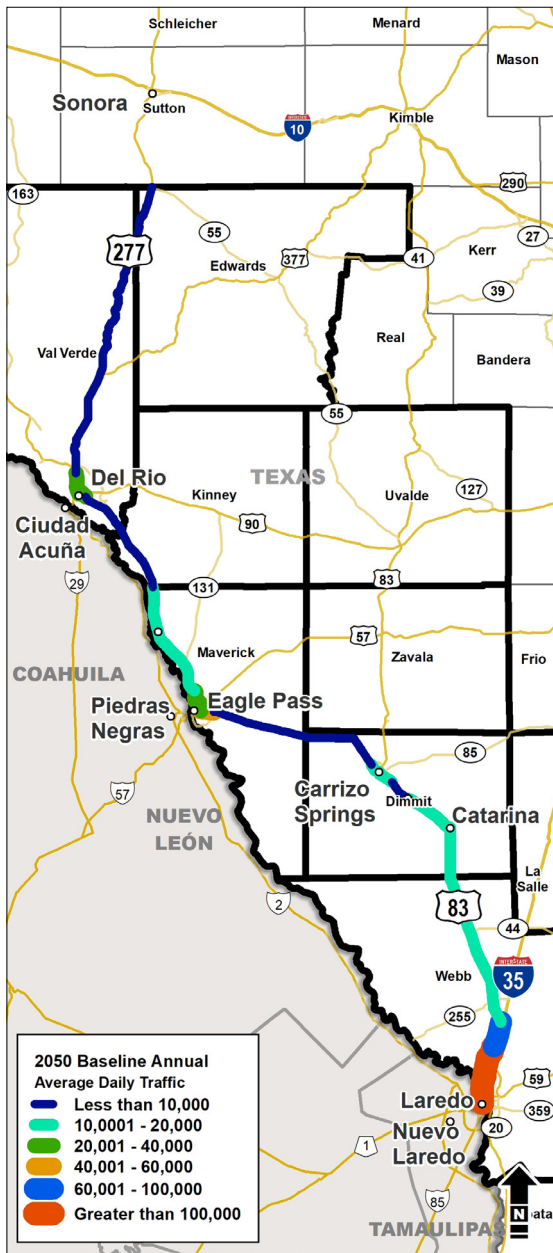 Schleicher
Menard
Mason
Sonora
Sutton
Kimble
INTERSTATE
10
163
290
277
55
377
Edwards
41
27
Kerr
39
Val Verde
Real
Bandera
55
Del Rio
TEXAS
Kinney
Uvalde
127
Ciudad
Acuña
90
29
131
83
57
Maverick
Zavala
Frio
COAHUILA
Eagle Pass
Piedras
Negras
85
Carrizo
Springs
Dimmit
Catarina
57
NUEVO
LEÓN
La
Salle
2
83
44
INTERSTATE
35
Webb
255
2050 Baseline Annual
Average Daily Traffic
Less than 10,000
10,0001 - 20,000
20,001 - 40,000
40,001 - 60,000
60,001 - 100,000
Greater than 100,000
59
Laredo
359
20
Nuevo
Laredo
1
85
TAMAULIPAS
N
pata